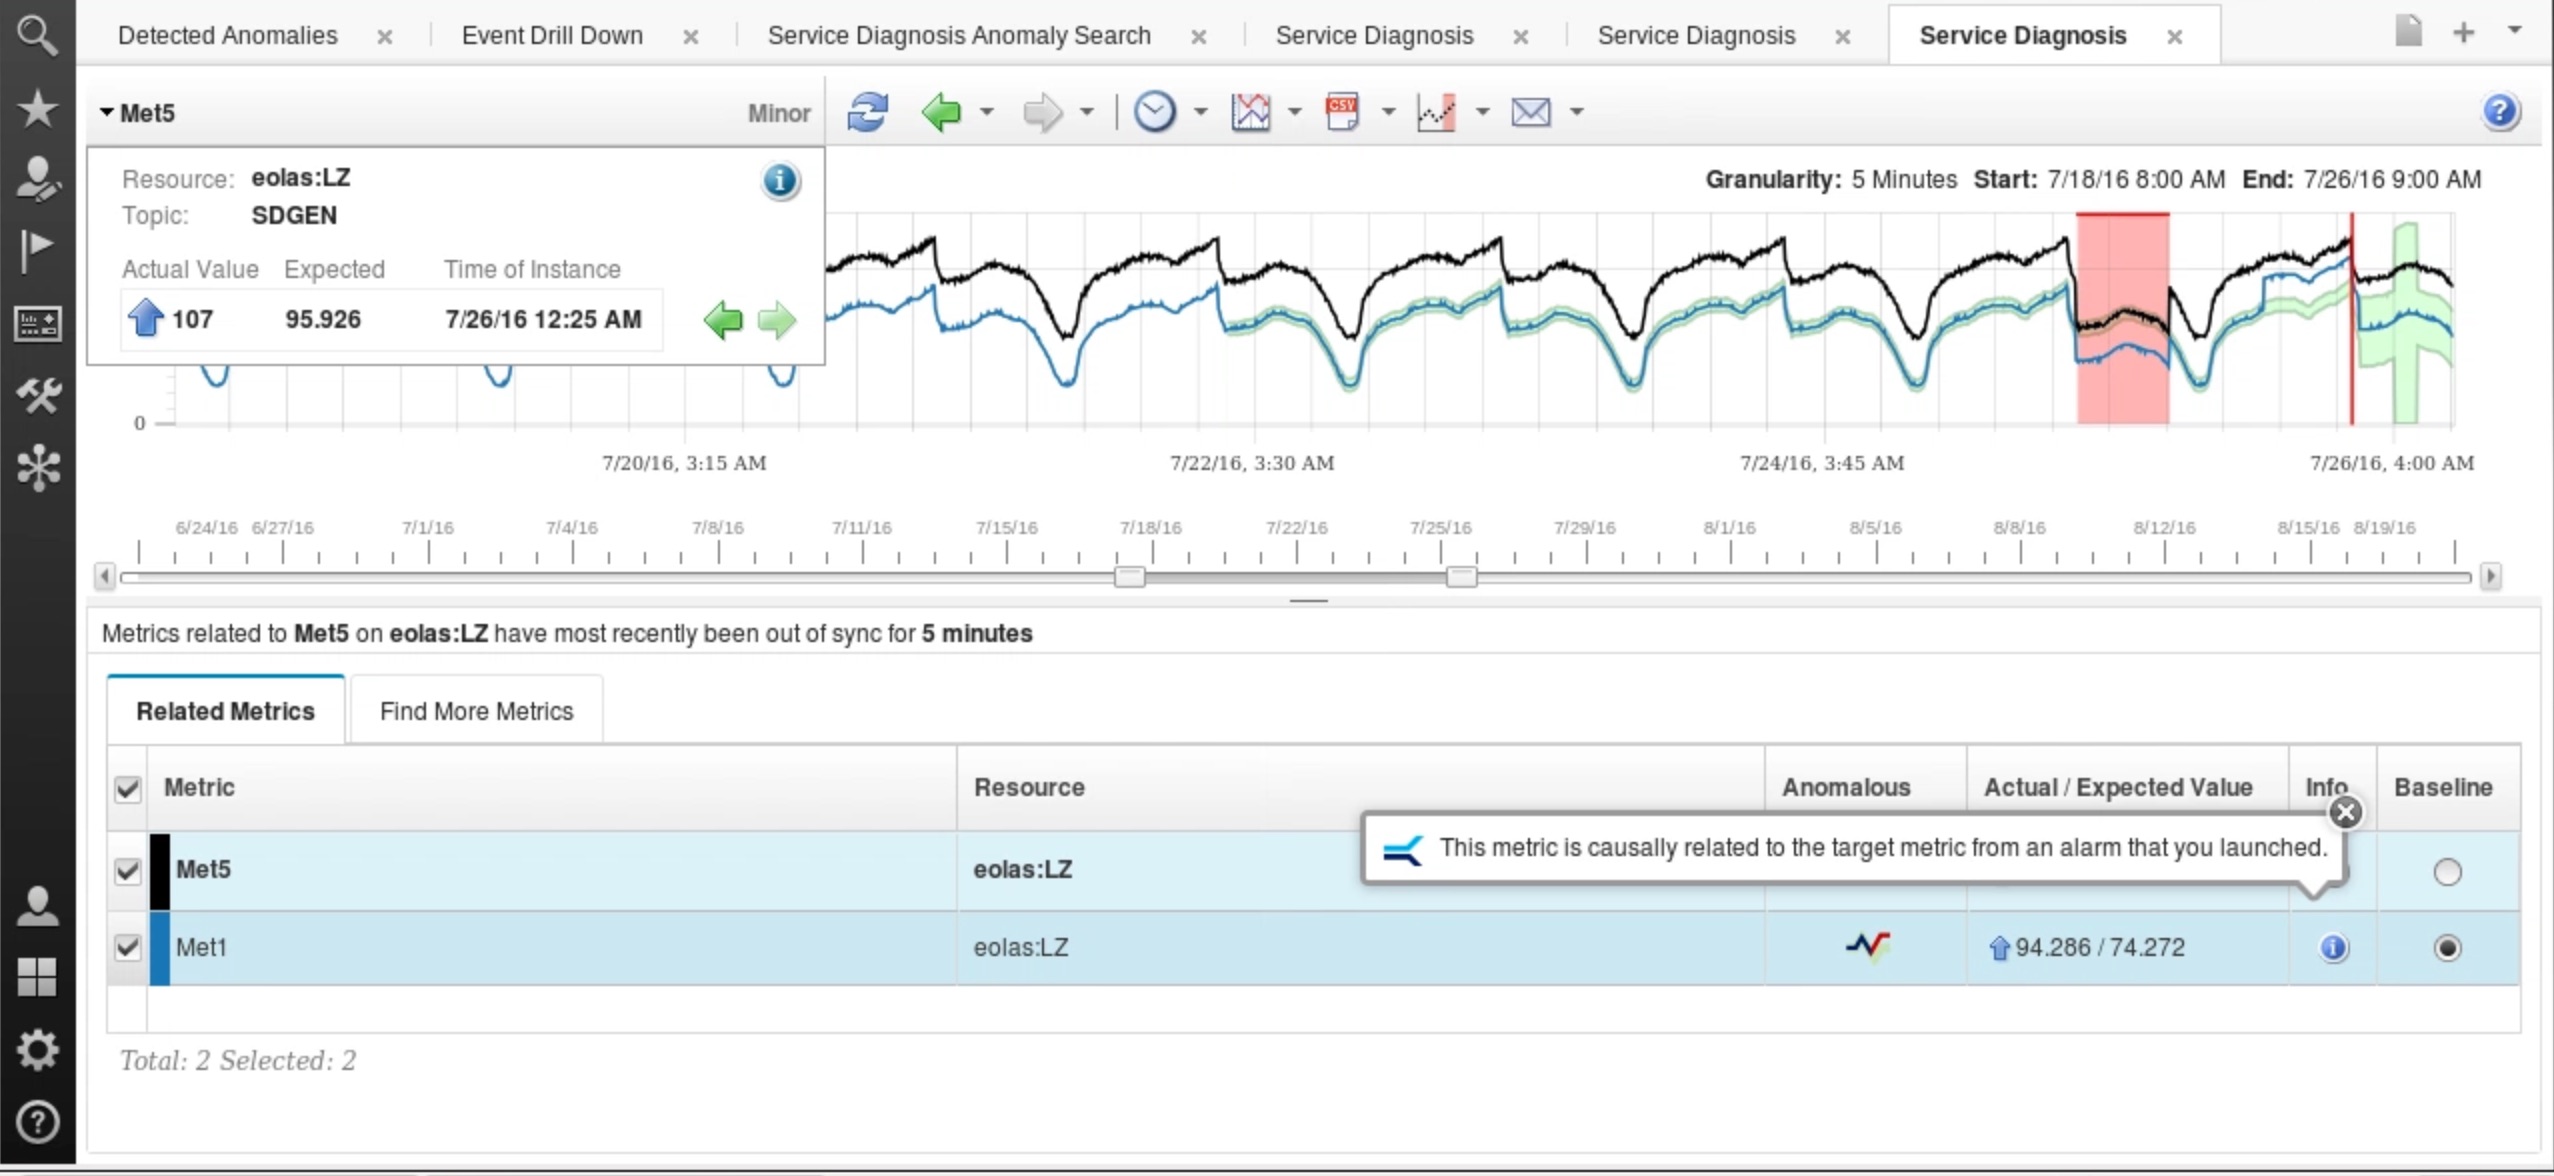 Detected Anomalies Event Drill Down Service Diagnosis Anomaly Search Service Diagnosis Service Diagnosis Service Diagnosis
Met5 Minor CSV
Resource: eolas:LZ
Topic: SDGEN
Actual Value Expected Time of Instance
107 95.926 7/26/16 12:25 AM
Granularity: 5 Minutes Start: 7/18/16 8:00 AM End: 7/26/16 9:00 AM
0
7/20/16, 3:15 AM 7/22/16, 3:30 AM 7/24/16, 3:45 AM 7/26/16, 4:00 AM
6/24/16 6/27/16 7/1/16 7/4/16 7/8/16 7/11/16 7/15/16 7/18/16 7/22/16 7/25/16 7/29/16 8/1/16 8/5/16 8/8/16 8/12/16 8/15/16 8/19/16
Metrics related to Met5 on eolas:LZ have most recently been out of sync for 5 minutes
Related Metrics Find More Metrics
Metric Resource Anomalous Actual / Expected Value Info Baseline
This metric is causally related to the target metric from an alarm that you launched.
Met5 eolas:LZ
Met1 eolas:LZ 94.286 / 74.272
Total: 2 Selected: 2